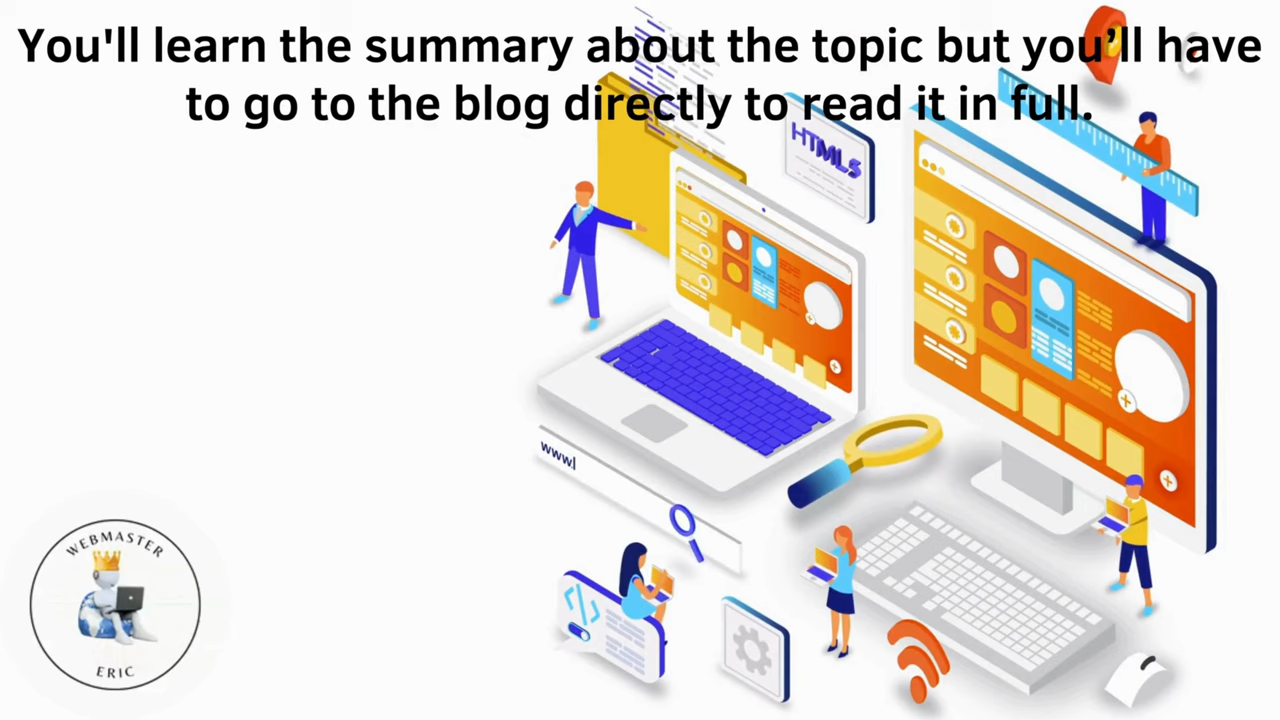 You'll learn the summary about the topic but you’ll have
to go to the blog directly to read it in full.
HTML5
www
WEBMASTER
ERIC